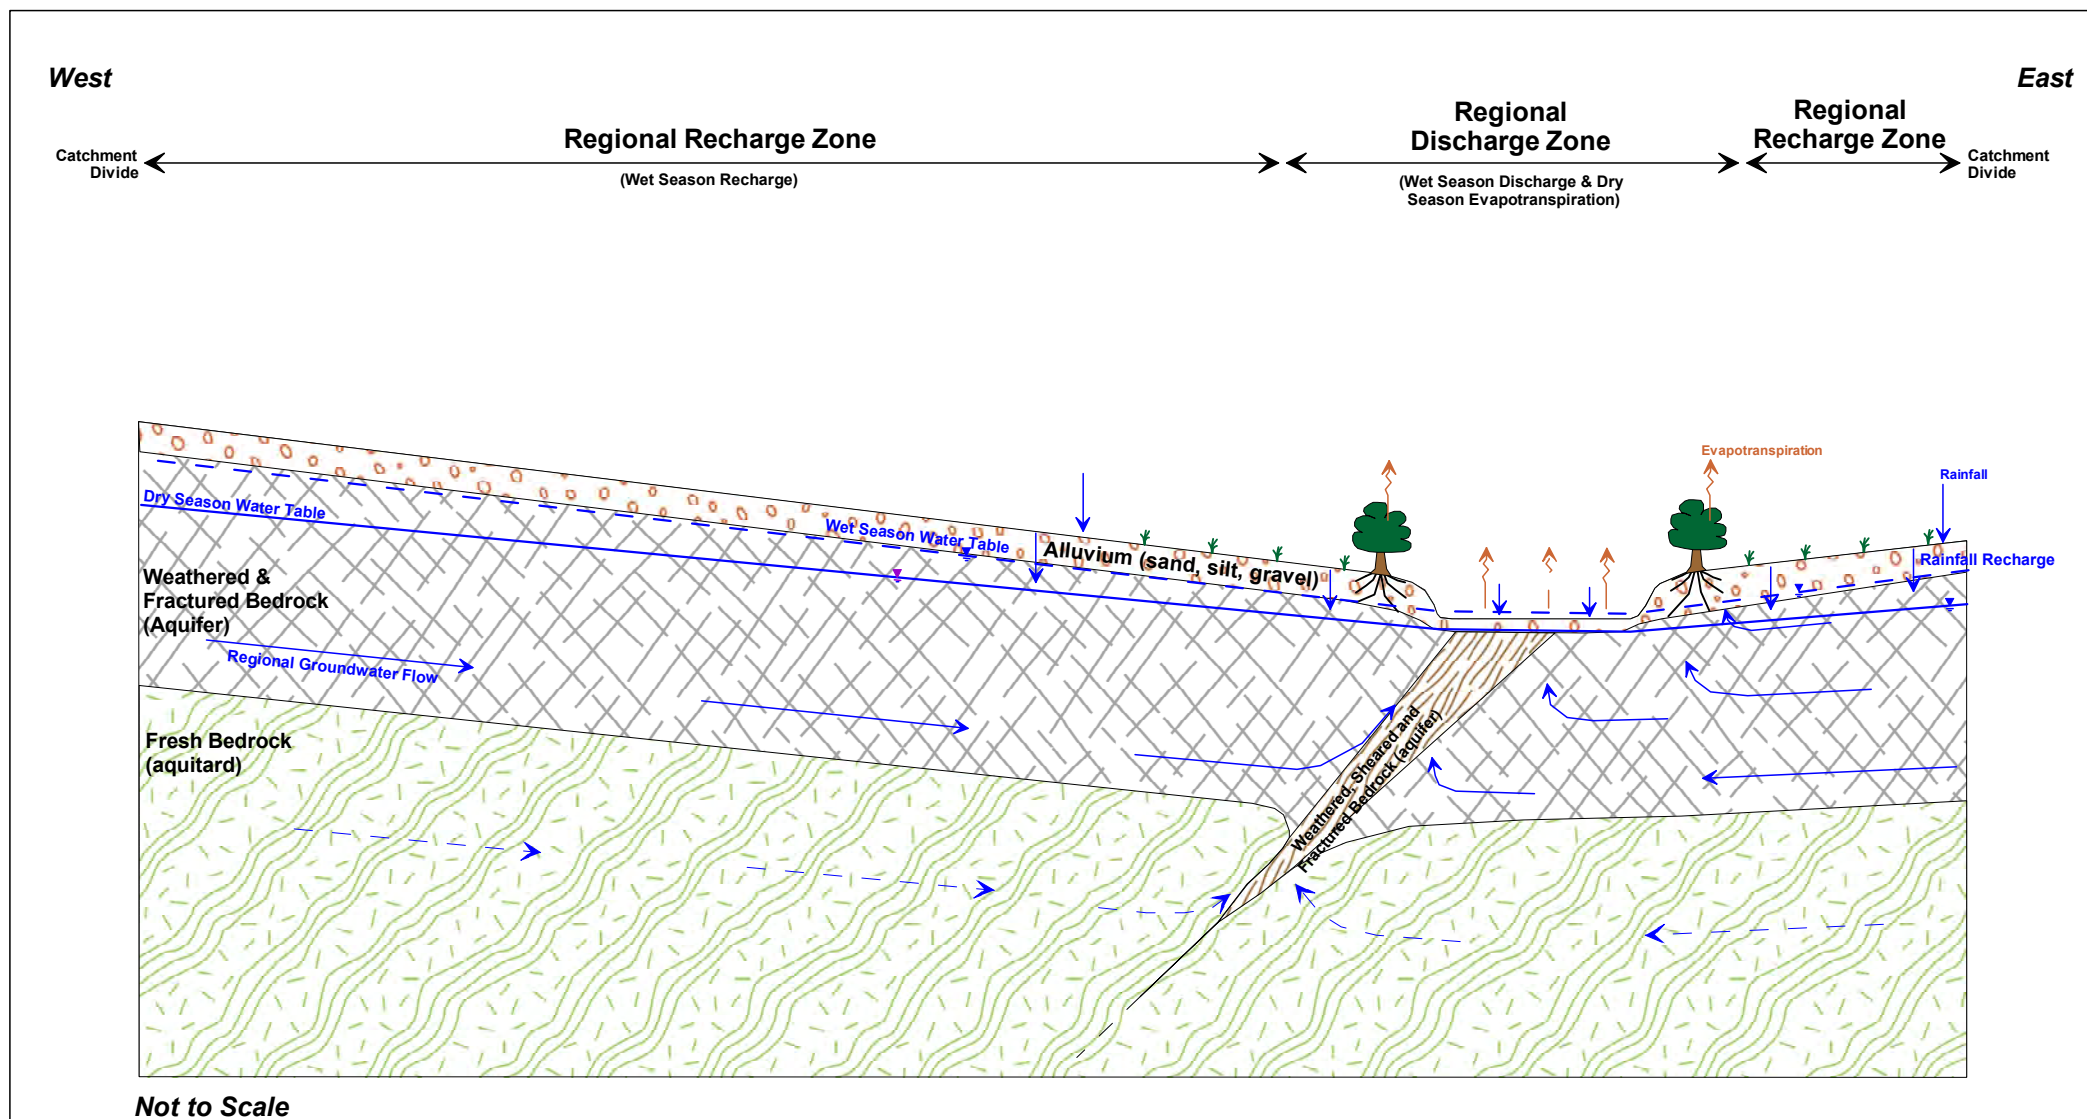 West
East
Regional Recharge Zone
Regional
Discharge Zone
Regional
Recharge Zone
Catchment
Divide
(Wet Season Recharge)
(Wet Season Discharge & Dry
Season Evapotranspiration)
Catchment
Divide
Evapotranspiration
Rainfall
Dry Season Water Table
Wet Season Water Table
Alluvium (sand, silt, gravel)
Rainfall Recharge
Weathered &
Fractured Bedrock
(Aquifer)
Regional Groundwater Flow
Weathered, Sheared and
Fractured Bedrock (aquifer)
Fresh Bedrock
(aquitard)
Not to Scale